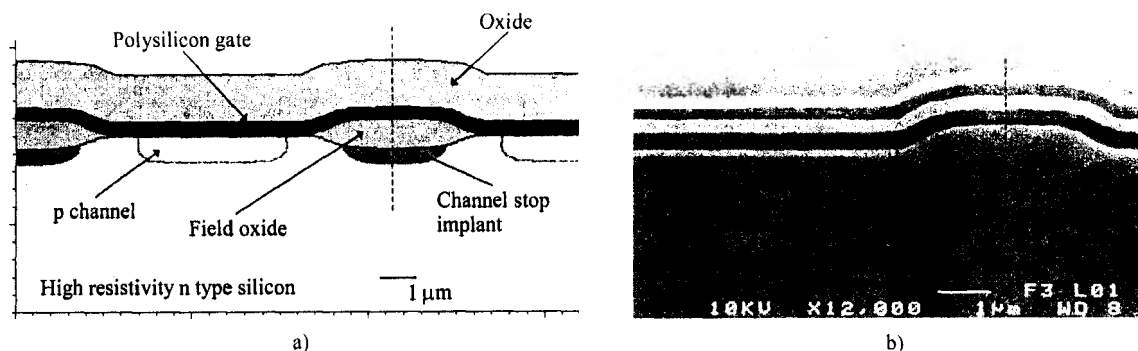 Oxide
Polysilicon gate
p channel
Field oxide
Channel stop
implant
High resistivity n type silicon
1 μm
a)
10KV X12,000 1μm WD 8
F3 L01
b)